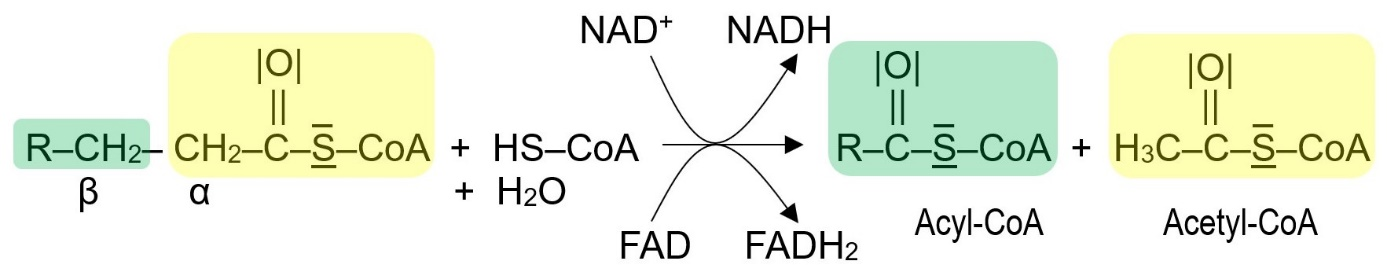 NAD⁺ NADH
|O| |O| |O|
R–CH₂–CH₂–C–S–CoA + HS–CoA R–C–S–CoA + H₃C–C–S–CoA
β α + H₂O
Acyl-CoA Acetyl-CoA
FAD FADH₂